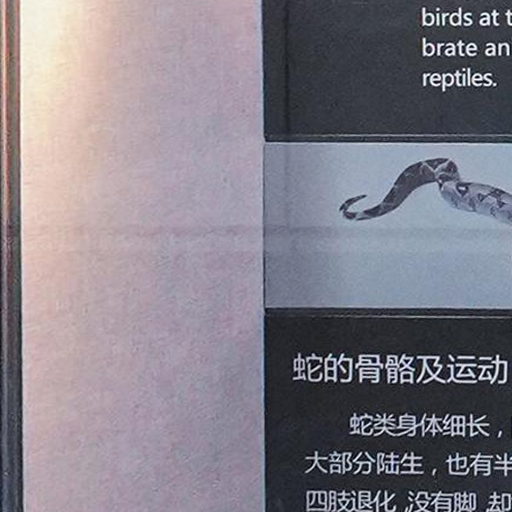 birds at t
brate an
reptiles.
蛇的骨骼及运动
蛇类身体细长，
大部分陆生，也有半
四肢退化,没有脚,却